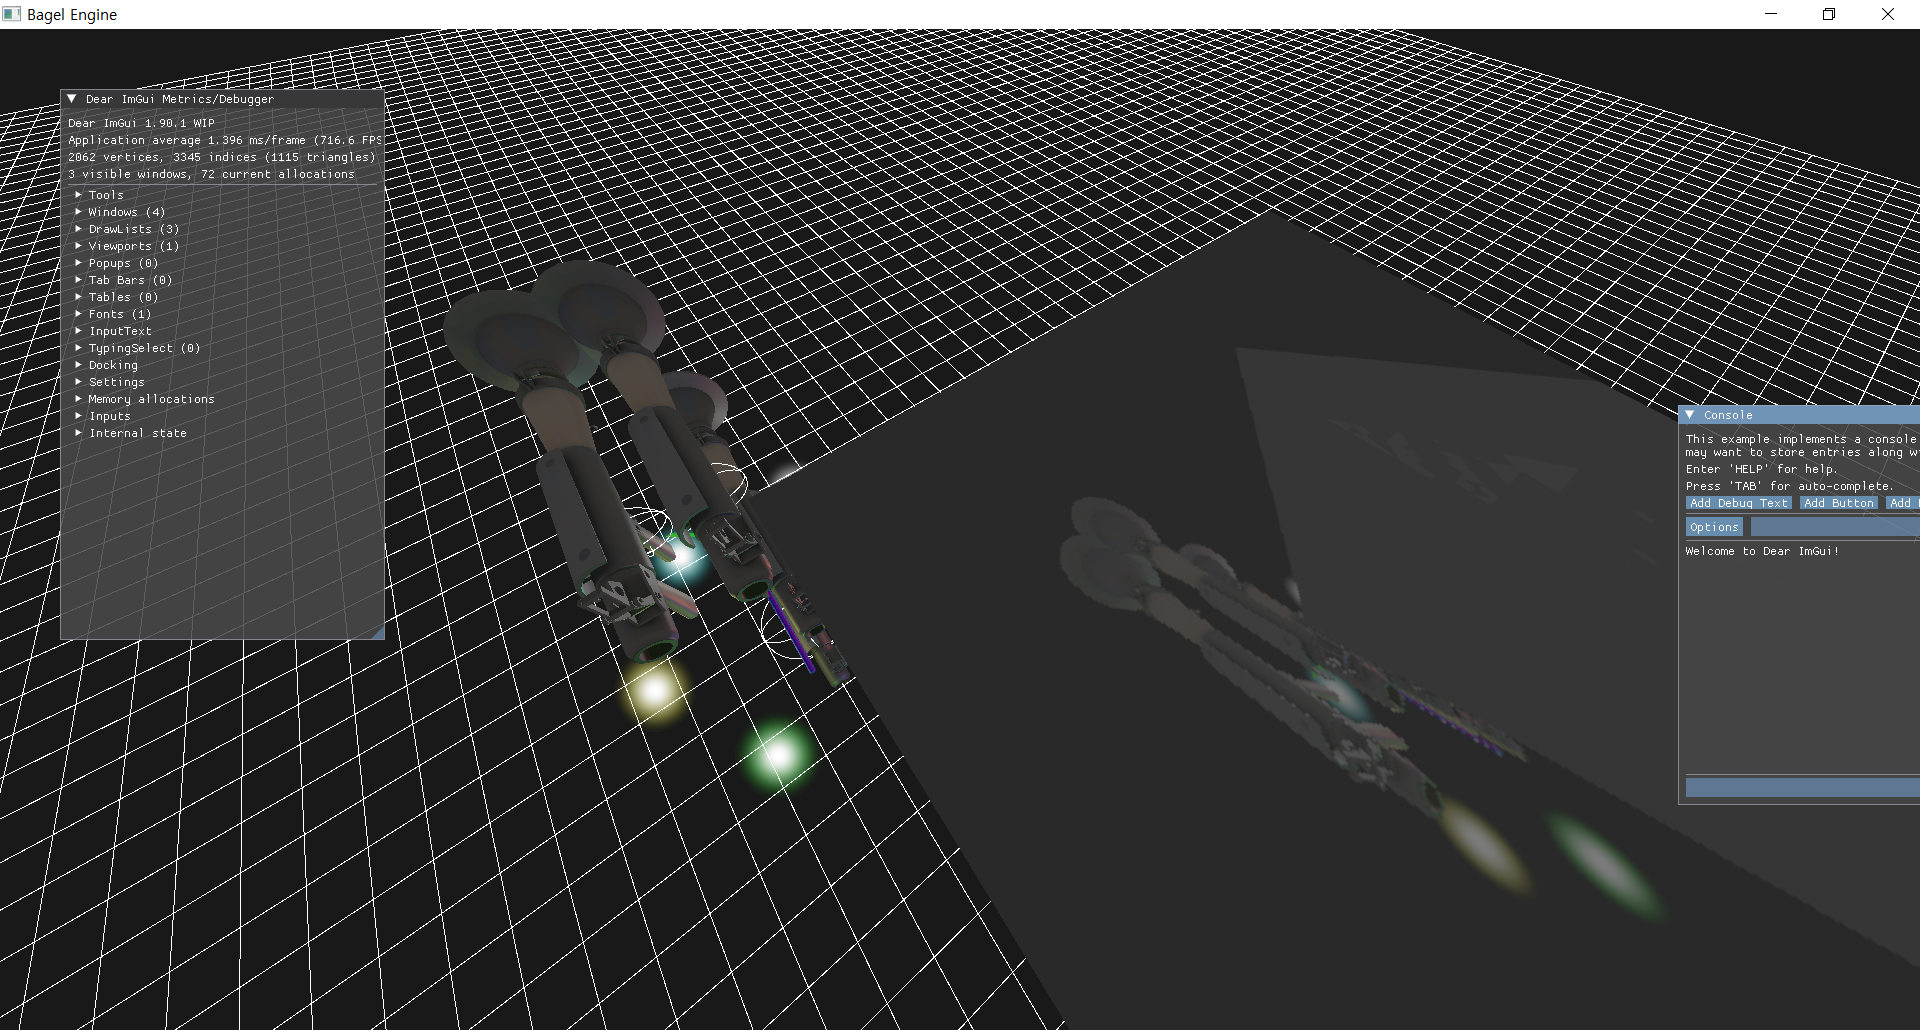 Bagel Engine
Dear ImGui Metrics/Debugger
Dear ImGui 1.90.1 WIP
Application average 1.396 ms/frame (716.6 FPS
2062 vertices, 3345 indices (1115 triangles)
3 visible windows, 72 current allocations
Tools
Windows (4)
DrawLists (3)
Viewports (1)
Popups (0)
Tab Bars (0)
Tables (0)
Fonts (1)
InputText
TypingSelect (0)
Docking
Settings
Memory allocations
Inputs
Internal state
Console
This example implements a console
may want to store entries along
Enter 'HELP' for help.
Press 'TAB' for auto-complete.
Add Debug Text Add Button Add
Options
Welcome to Dear ImGui!